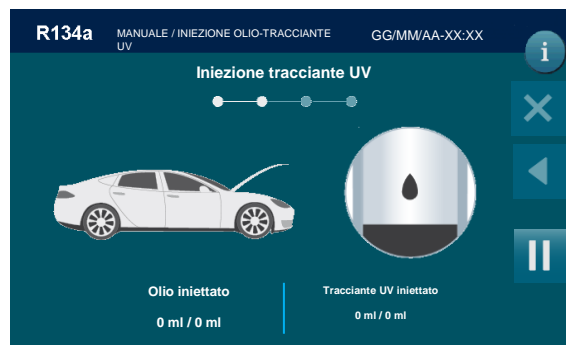 R134a
MANUALE / INIEZIONE OLIO-TRACCIANTE
UV
GG/MM/AA-XX:XX
i
Iniezione tracciante UV
Olio iniettato
Tracciante UV iniettato
0 ml / 0 ml
0 ml / 0 ml